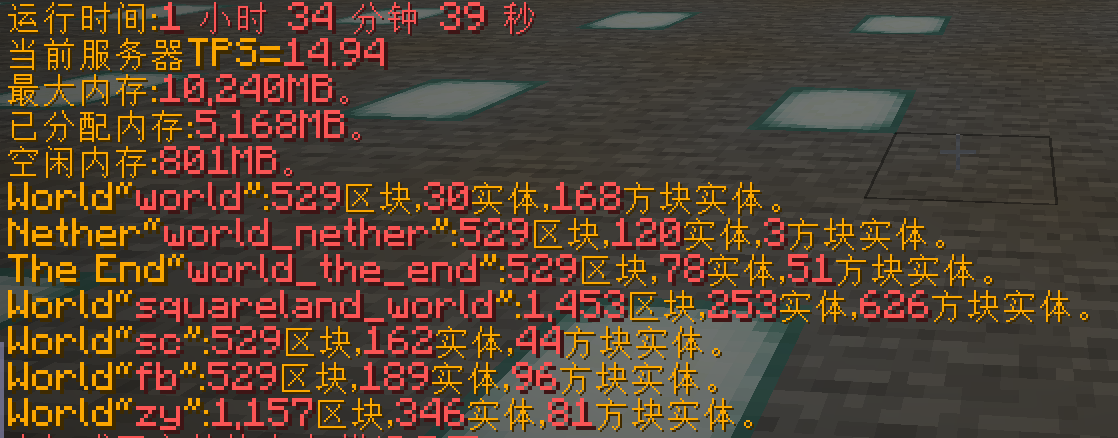 运行时间:1 小时 34 分钟 39 秒
当前服务器TPS=14.94
最大内存:10,240MB。
已分配内存:5,168MB。
空闲内存:801MB。
World"world":529区块,30实体,168方块实体。
Nether"world_nether":529区块,120实体,3方块实体。
The End"world_the_end":529区块,78实体,51方块实体。
World"squareland_world":1,453区块,253实体,626方块实体。
World"sc":529区块,162实体,44方块实体。
World"fb":529区块,189实体,96方块实体。
World"zy":1,157区块,346实体,81方块实体。